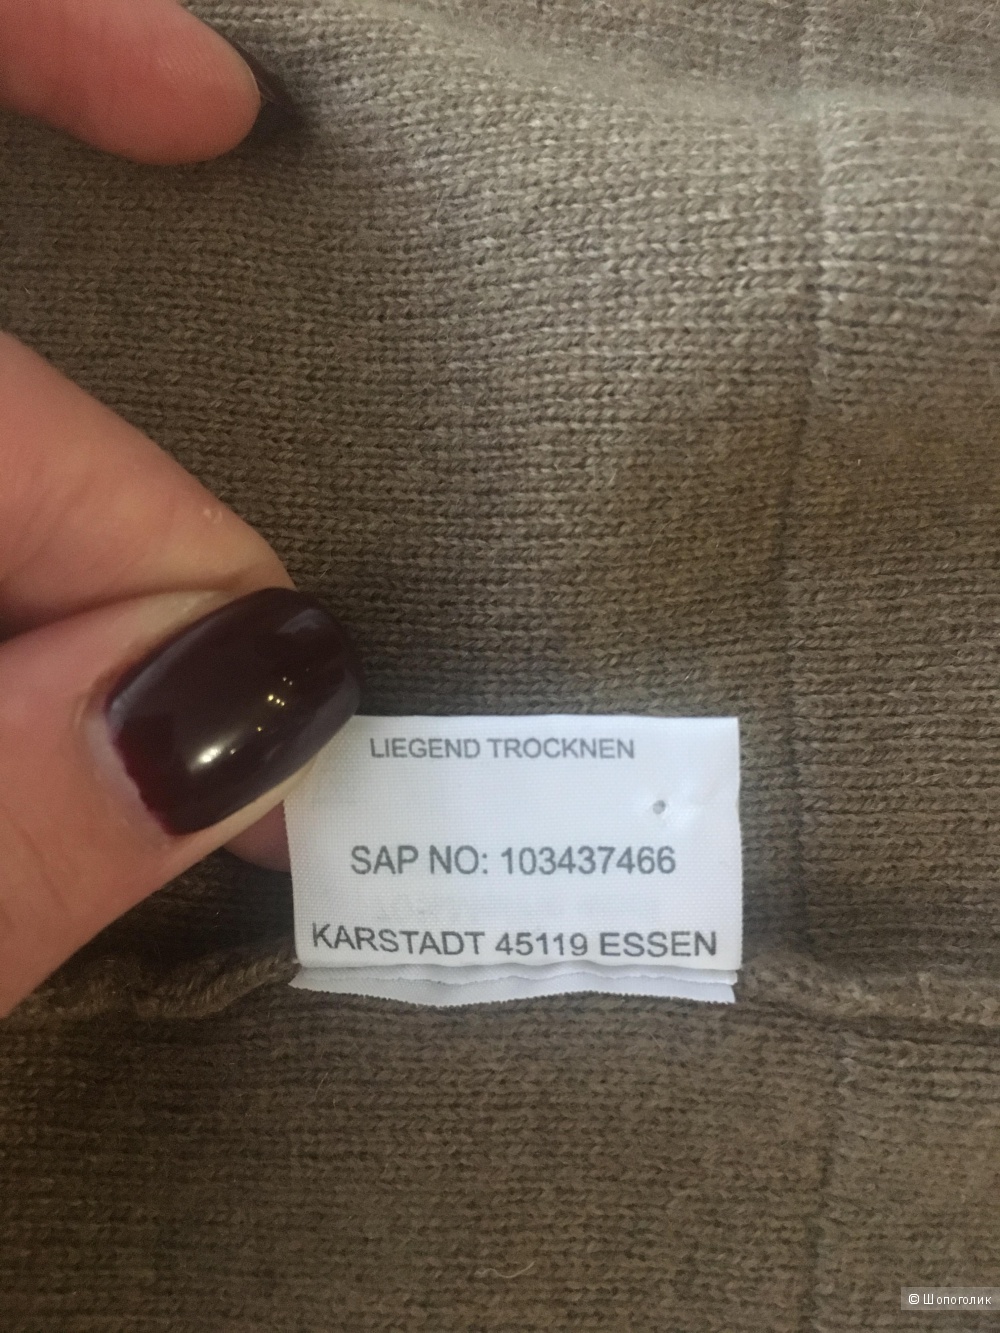 LIEGEND TROCKNEN
SAP NO: 103437466
KARSTADT 45119 ESSEN
© Шопоголик